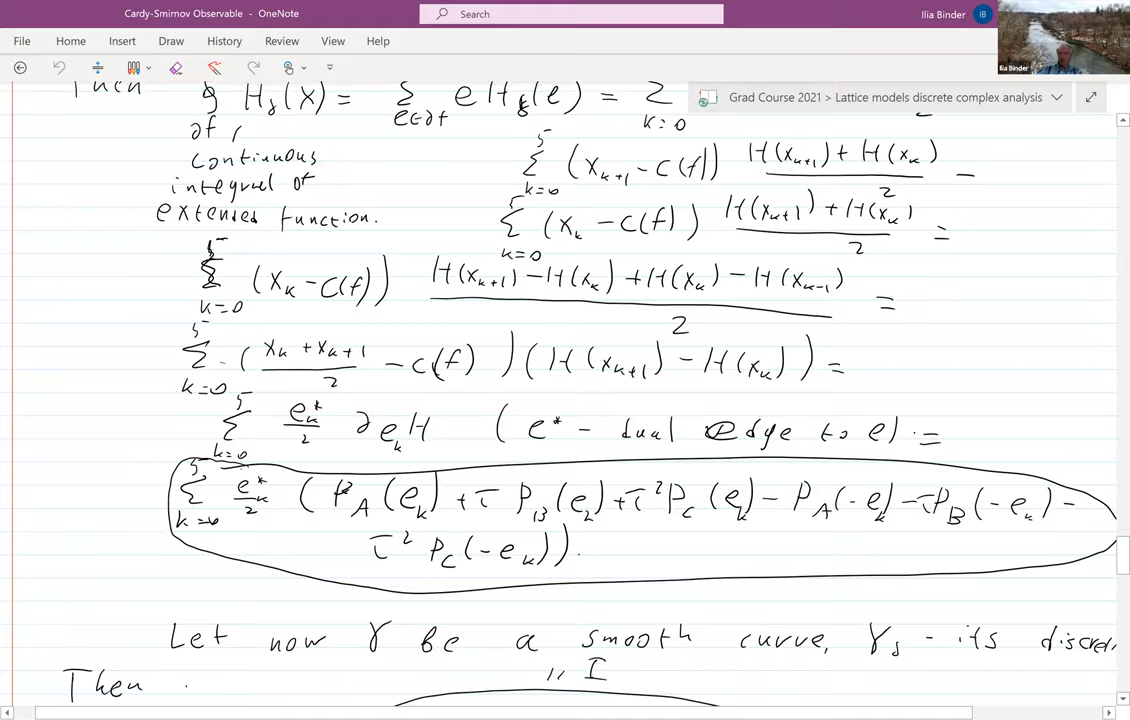 Cardy-Smirnov Observable - OneNote
Search
Ilia Binder
IB
File Home Insert Draw History Review View Help
Ilia Binder
Grad Course 2021 > Lattice models discrete complex analysis
Then ∮ H_δ(x) = Σ_{e∈∂f} e H_δ(e) = Σ_{k=0}
∂f,
continuous
integral of
extended function.
Σ_{k=0}^{5} (x_{k+1} - c(f)) (H(x_{k+1}) + H(x_k))/2 -
Σ_{k=0}^{5} (x_k - c(f)) (H(x_{k+1}) + H(x_k))/2 =
Σ_{k=0}^{5} (x_k - c(f)) (H(x_{k+1}) - H(x_k) + H(x_k) - H(x_{k-1}))/2 =
Σ_{k=0}^{5} ((x_k + x_{k+1})/2 - c(f)) (H(x_{k+1}) - H(x_k)) =
Σ_{k=0}^{5} e_k^*/2 ∂_{e_k} H (e* - dual edge to e). =
Σ_{k=0}^{5} e_k^*/2 (P_A(e_k) + τ P_B(e_k) + τ² P_C(e_k) - P_A(-e_k) - τ P_B(-e_k) -
τ² P_C(-e_k)).
Let now γ be a smooth curve, γ_δ - its discre
Then
" I